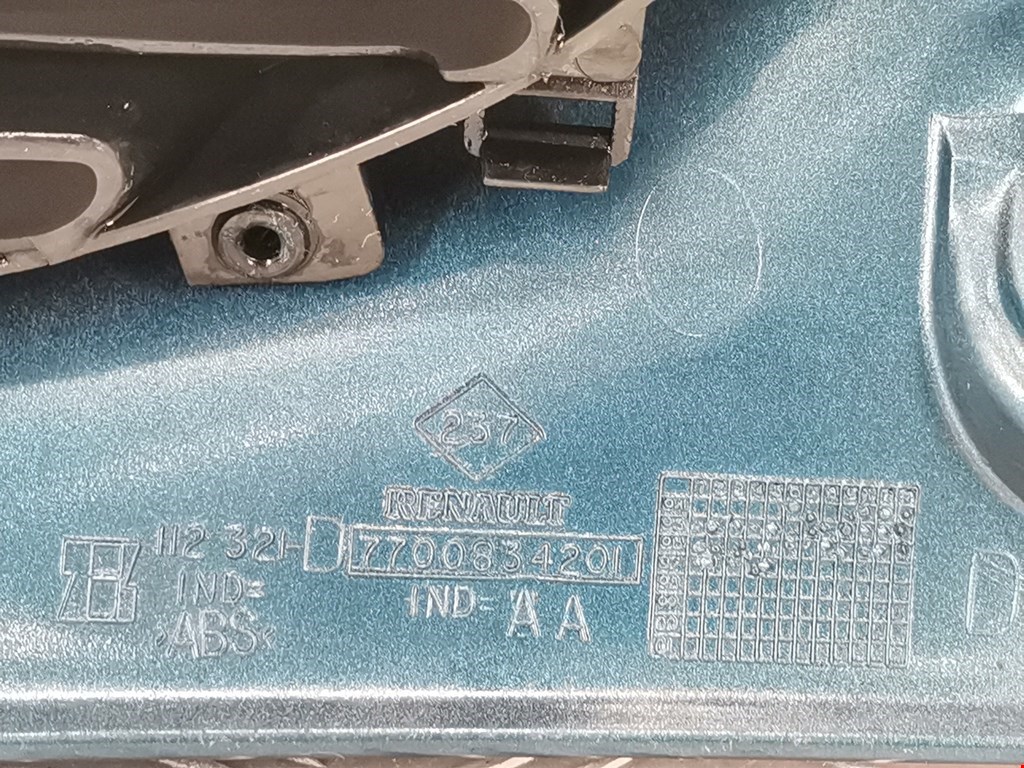 237
RENAULT
112 321- D 7700834201 D
IND=
IND= A A
>ABS<